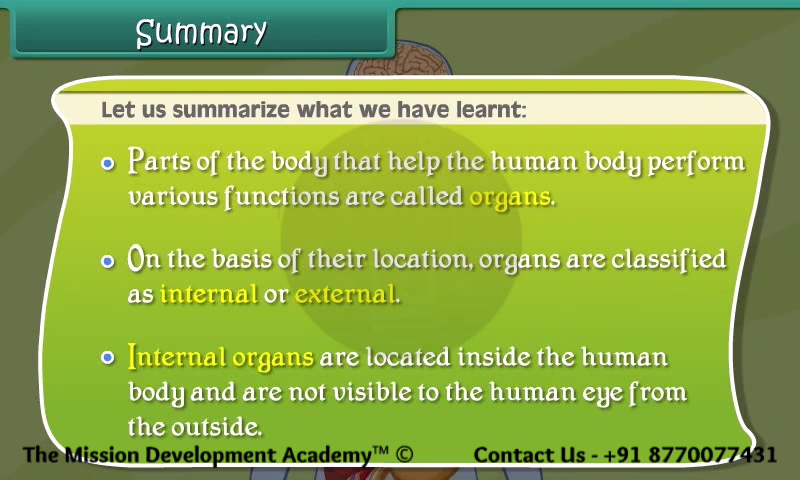 Summary
Let us summarize what we have learnt:
Parts of the body that help the human body perform
various functions are called organs.
On the basis of their location, organs are classified
as internal or external.
Internal organs are located inside the human
body and are not visible to the human eye from
the outside.
The Mission Development Academy™ © Contact Us - +91 8770077431